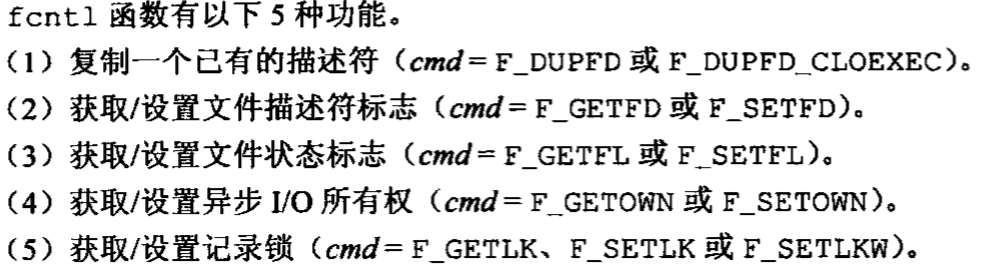 fcntl 函数有以下 5 种功能。
（1）复制一个已有的描述符（cmd = F_DUPFD 或 F_DUPFD_CLOEXEC）。
（2）获取/设置文件描述符标志（cmd = F_GETFD 或 F_SETFD）。
（3）获取/设置文件状态标志（cmd = F_GETFL 或 F_SETFL）。
（4）获取/设置异步 I/O 所有权（cmd = F_GETOWN 或 F_SETOWN）。
（5）获取/设置记录锁（cmd = F_GETLK、F_SETLK 或 F_SETLKW）。